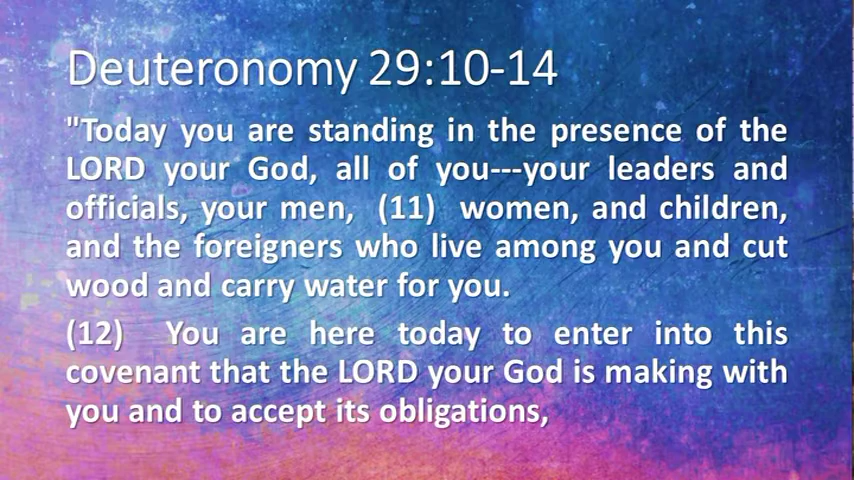 Deuteronomy 29:10-14
"Today you are standing in the presence of the
LORD your God, all of you---your leaders and
officials, your men, (11) women, and children,
and the foreigners who live among you and cut
wood and carry water for you.
(12) You are here today to enter into this
covenant that the LORD your God is making with
you and to accept its obligations,